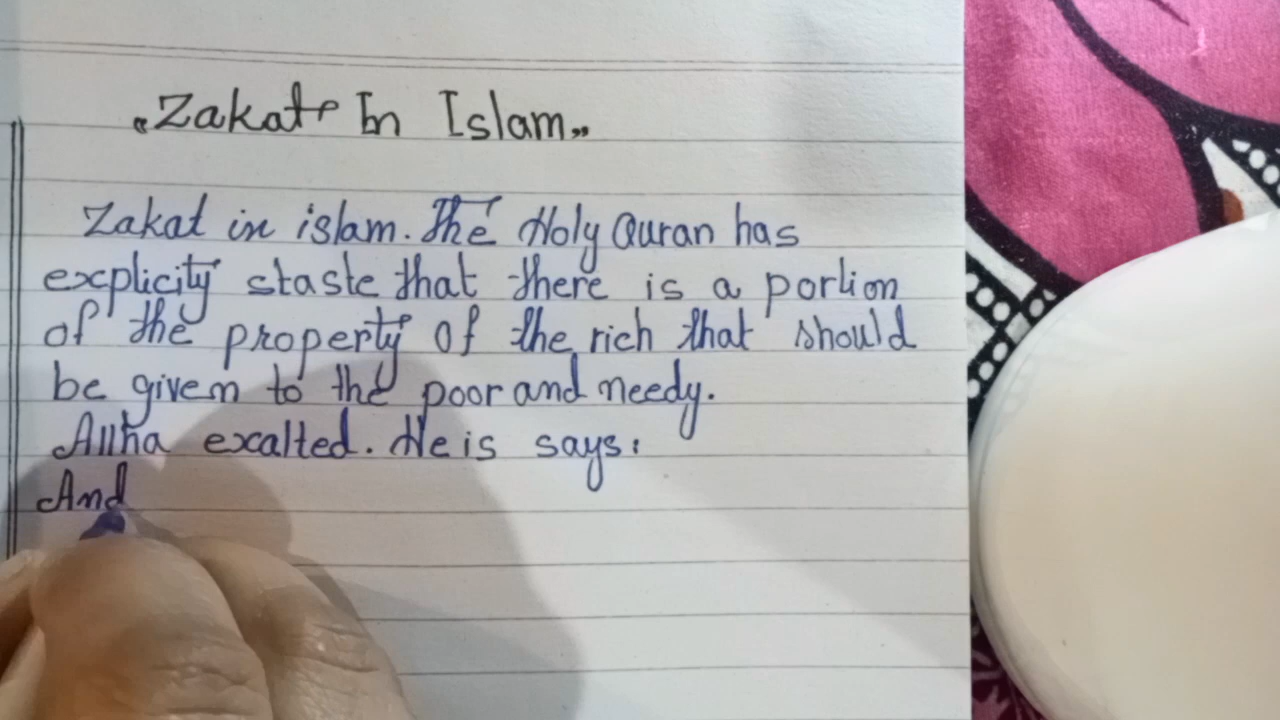 "Zakat In Islam"
Zakat in islam. The Holy Quran has
explicity staste that there is a portion
of the property of the rich that should
be given to the poor and needy.
Allha exalted. He is says:
And